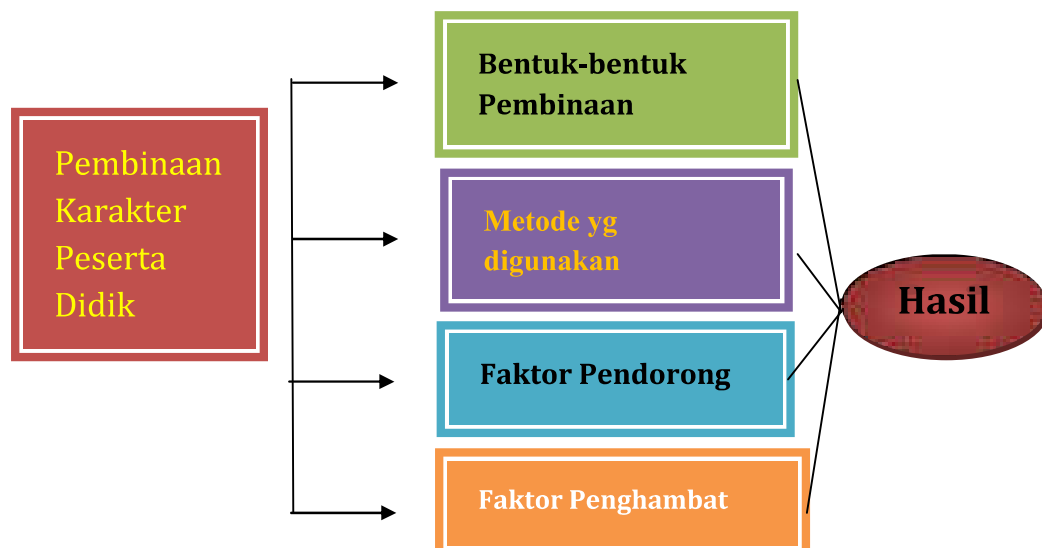 Pembinaan
Karakter
Peserta
Didik
Bentuk-bentuk
Pembinaan
Metode yg
digunakan
Faktor Pendorong
Faktor Penghambat
Hasil